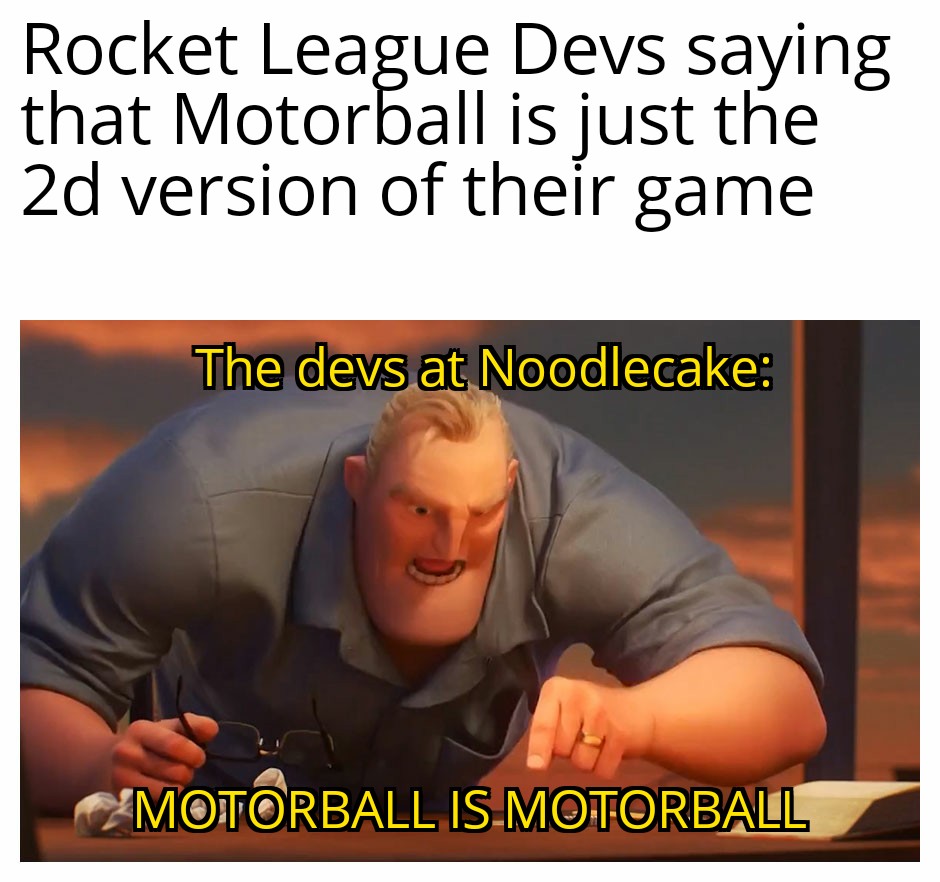 Rocket League Devs saying
that Motorball is just the
2d version of their game
The devs at Noodlecake:
MOTORBALL IS MOTORBALL